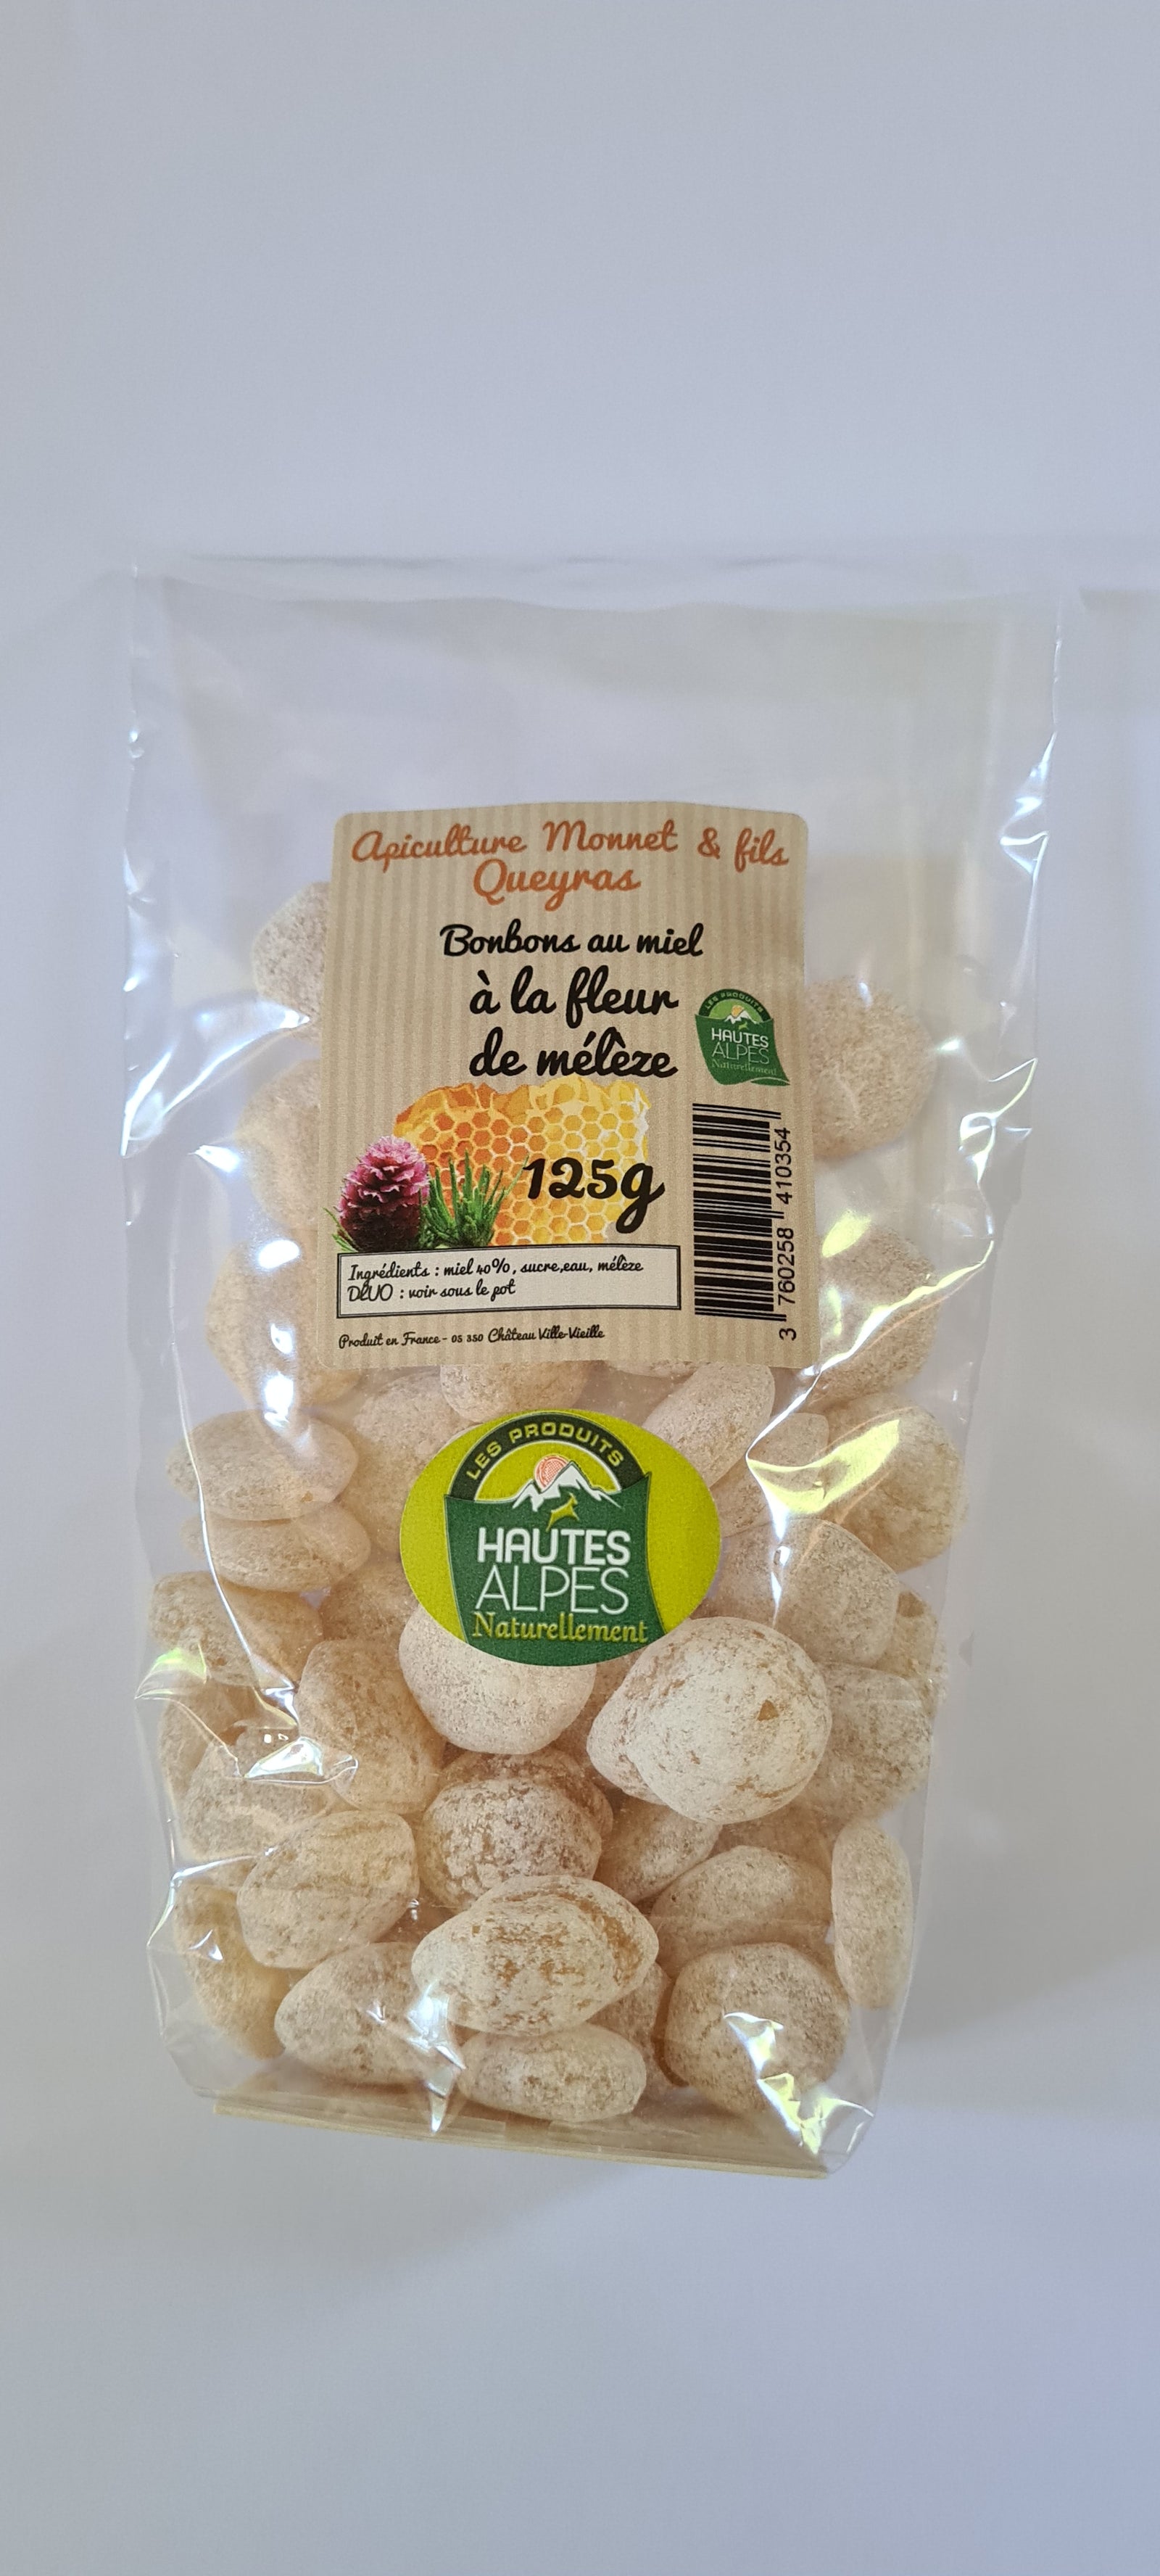 Apiculture Monnet & fils
Queyras
Bonbons au miel
à la fleur
de mélèze
LES PRODUITS
HAUTES
ALPES
Naturellement
125g
3 760258 410354
Ingrédients : miel 40%, sucre,eau, mélèze
DLUO : voir sous le pot
Produit en France - 05 350 Château Ville-Vieille
LES PRODUITS
HAUTES
ALPES
Naturellement